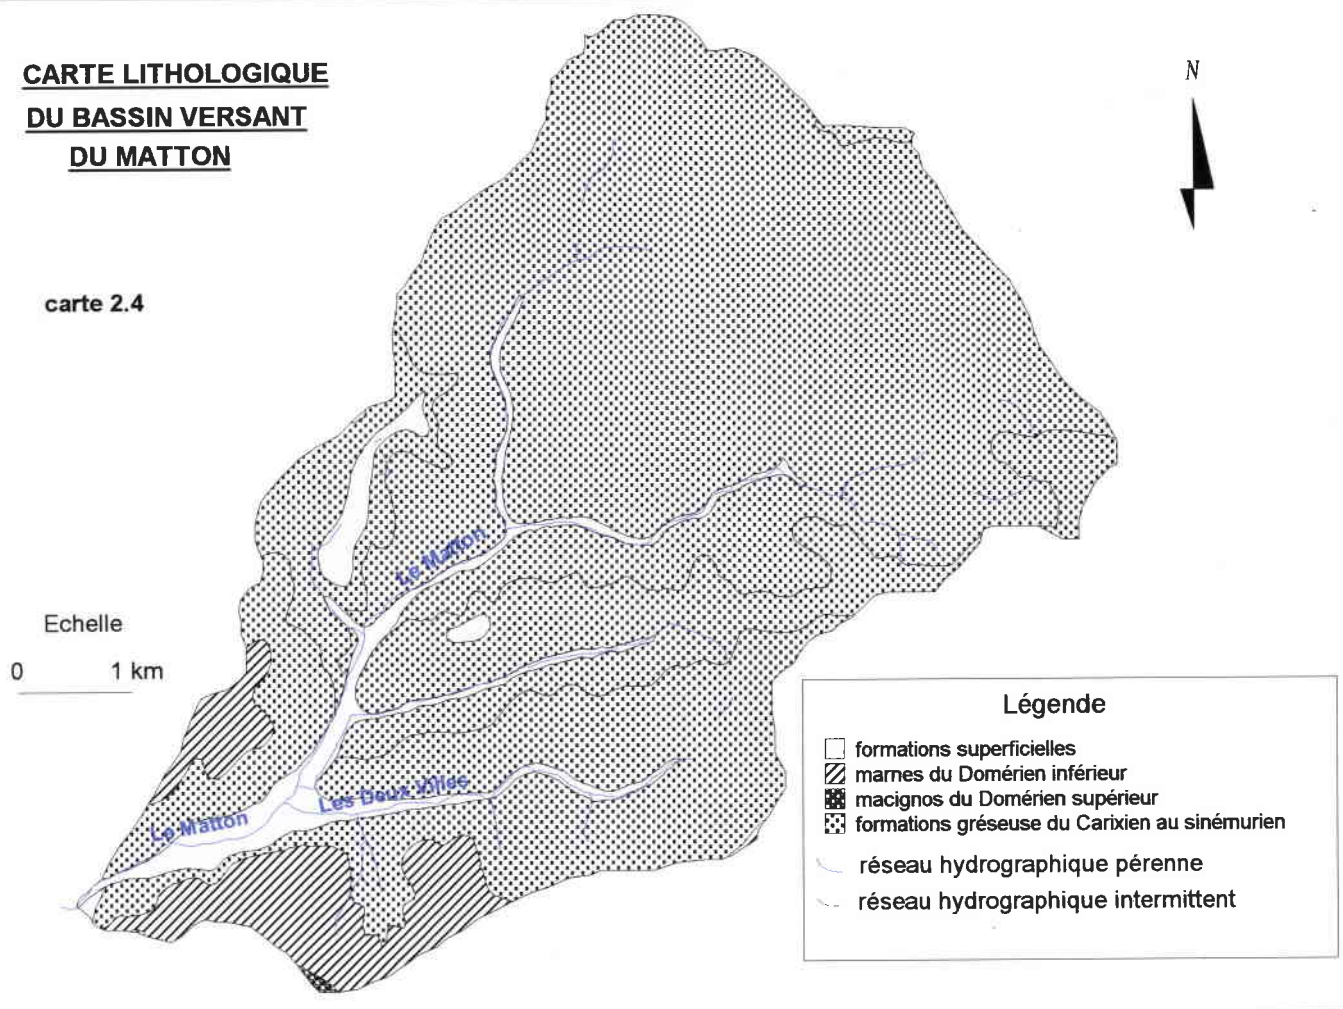 CARTE LITHOLOGIQUE
DU BASSIN VERSANT
DU MATTON
N
carte 2.4
Le Matton
Echelle
0 1 km
Les Deux Villes
Le Matton
Légende
formations superficielles
marnes du Domérien inférieur
macignos du Domérien supérieur
formations gréseuse du Carixien au sinémurien
réseau hydrographique pérenne
réseau hydrographique intermittent